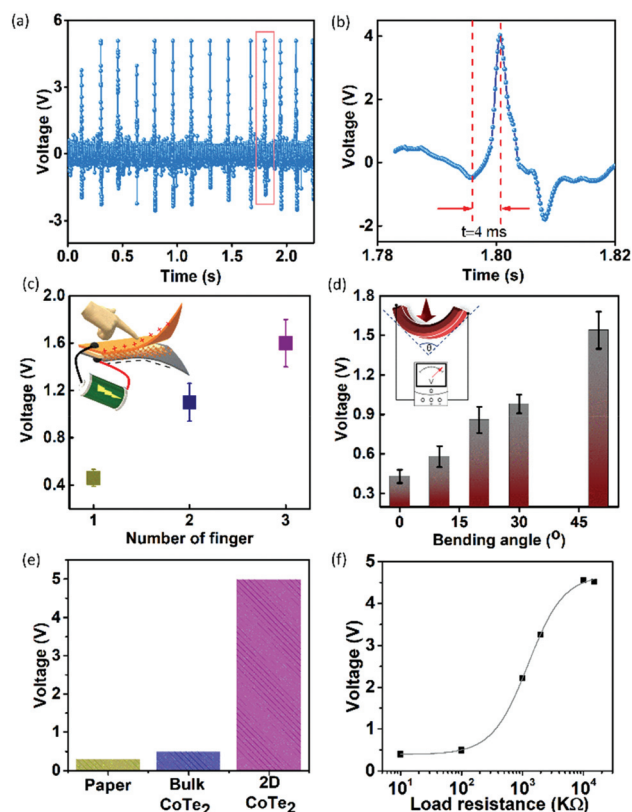 (a)
6
3
0
-3
Voltage (V)
0.0 0.5 1.0 1.5 2.0
Time (s)
(b)
4
2
0
-2
Voltage (V)
t=4 ms
1.78 1.80 1.82
Time (s)
(c)
2.0
1.6
1.2
0.8
0.4
Voltage (V)
1 2 3
Number of finger
(d)
1.8
1.5
1.2
0.9
0.6
0.3
Voltage (V)
V
0 15 30 45
Bending angle (⁰)
(e)
5
4
3
2
1
0
Voltage (V)
Paper Bulk 2D
CoTe₂ CoTe₂
(f)
5
4
3
2
1
0
Voltage (V)
10¹ 10² 10³ 10⁴
Load resistance (KΩ)